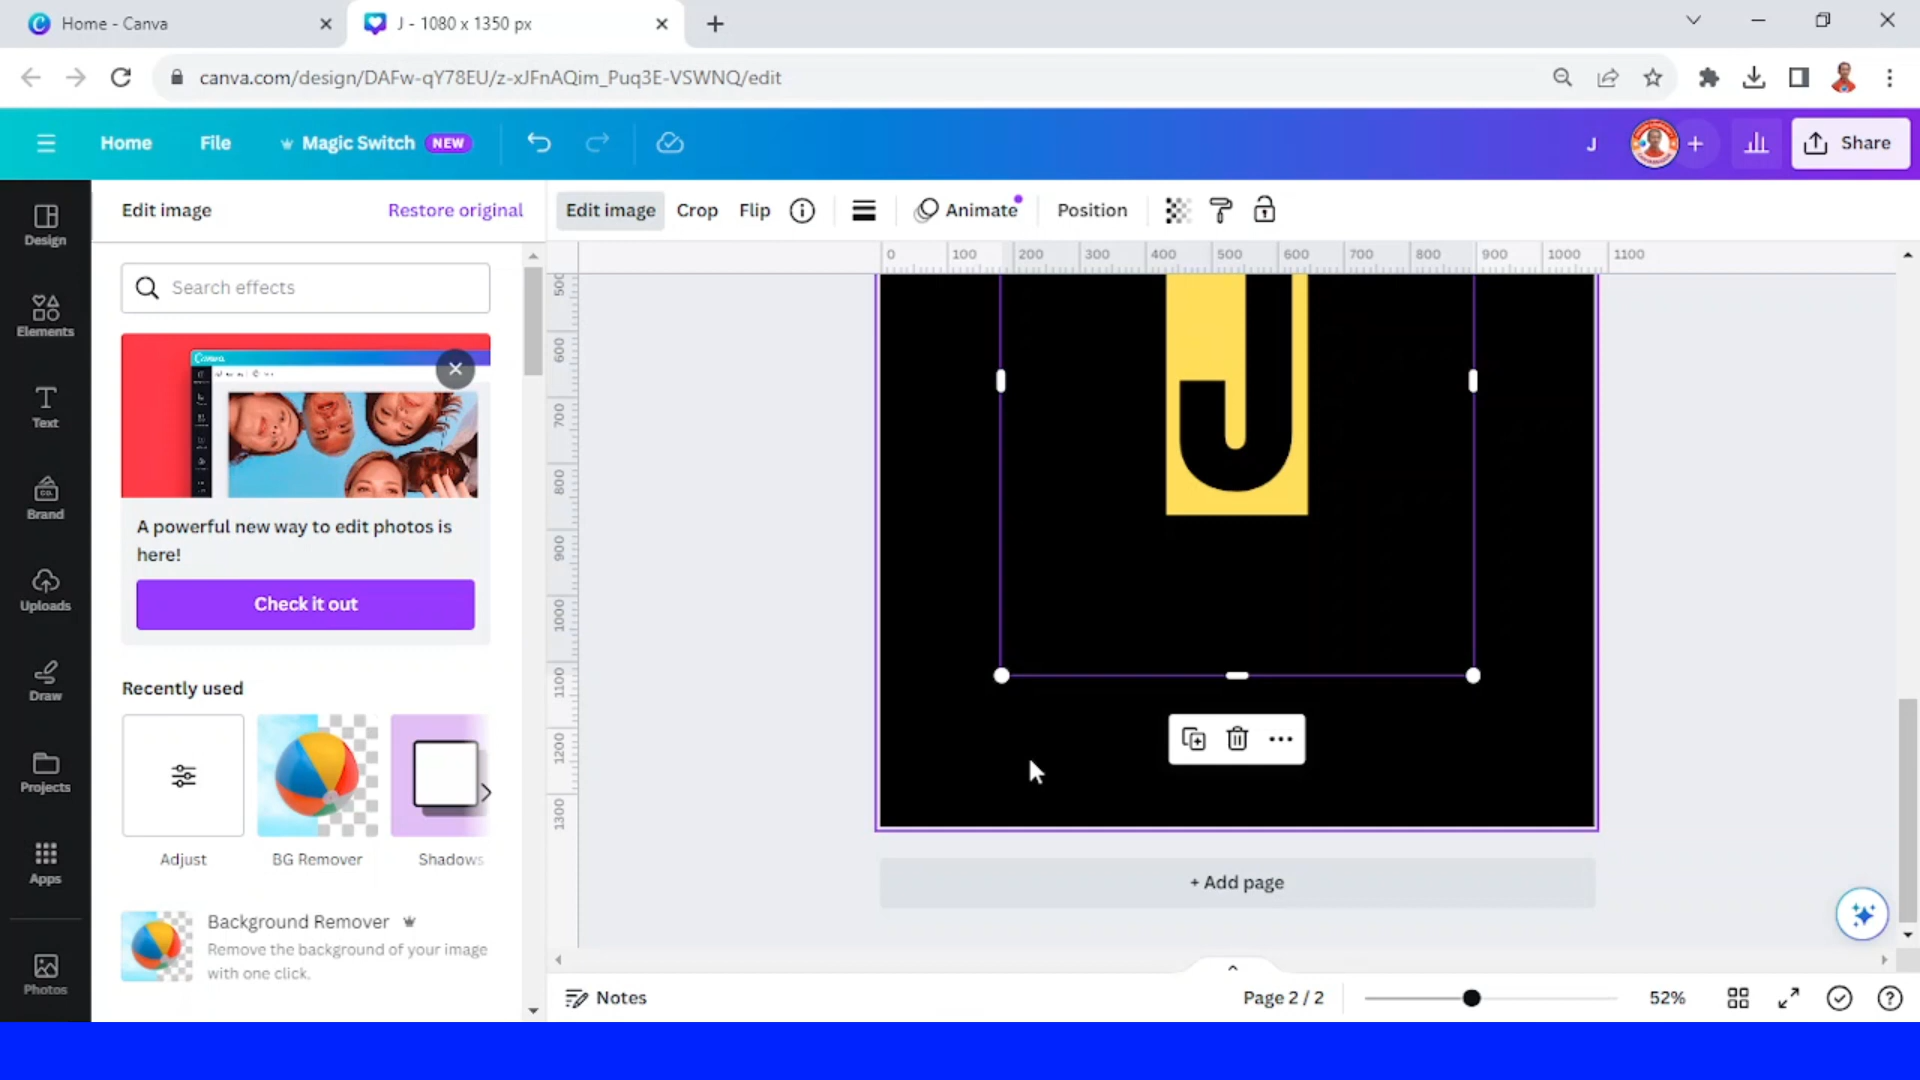 Home - Canva
J - 1080 x 1350 px
canva.com/design/DAFw-qY78EU/z-xJFnAQim_Puq3E-VSWNQ/edit
Home
File
Magic Switch
NEW
J
Share
Design
Elements
Text
Brand
Uploads
Draw
Projects
Apps
Photos
Edit image
Restore original
Search effects
Canva
A powerful new way to edit photos is
here!
Check it out
Recently used
Adjust
BG Remover
Shadows
Background Remover
Remove the background of your image
with one click.
Edit image
Crop
Flip
Animate
Position
0 100 200 300 400 500 600 700 800 900 1000 1100
500
600
700
800
900
1000
1100
1200
1300
J
+ Add page
Notes
Page 2 / 2
52%